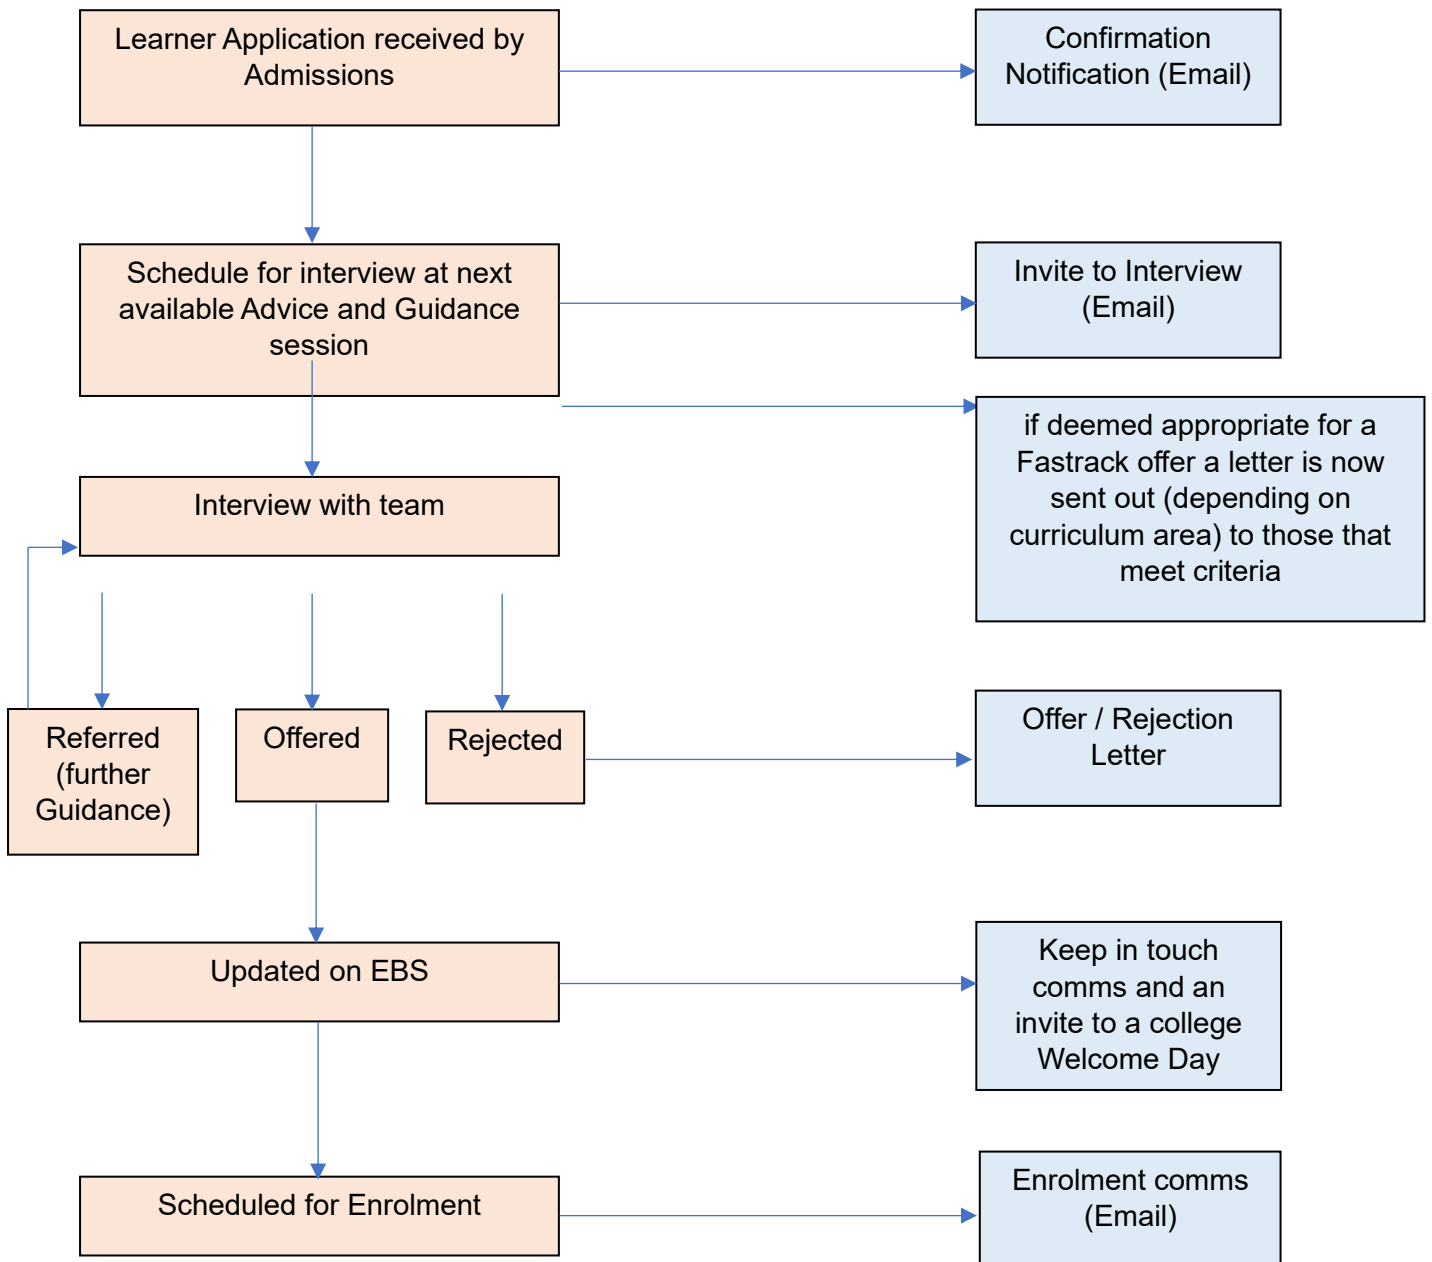 Learner Application received by
Admissions
Confirmation
Notification (Email)
Schedule for interview at next
available Advice and Guidance
session
Invite to Interview
(Email)
if deemed appropriate for a
Fastrack offer a letter is now
sent out (depending on
curriculum area) to those that
meet criteria
Interview with team
Referred
(further
Guidance)
Offered
Rejected
Offer / Rejection
Letter
Updated on EBS
Keep in touch
comms and an
invite to a college
Welcome Day
Scheduled for Enrolment
Enrolment comms
(Email)